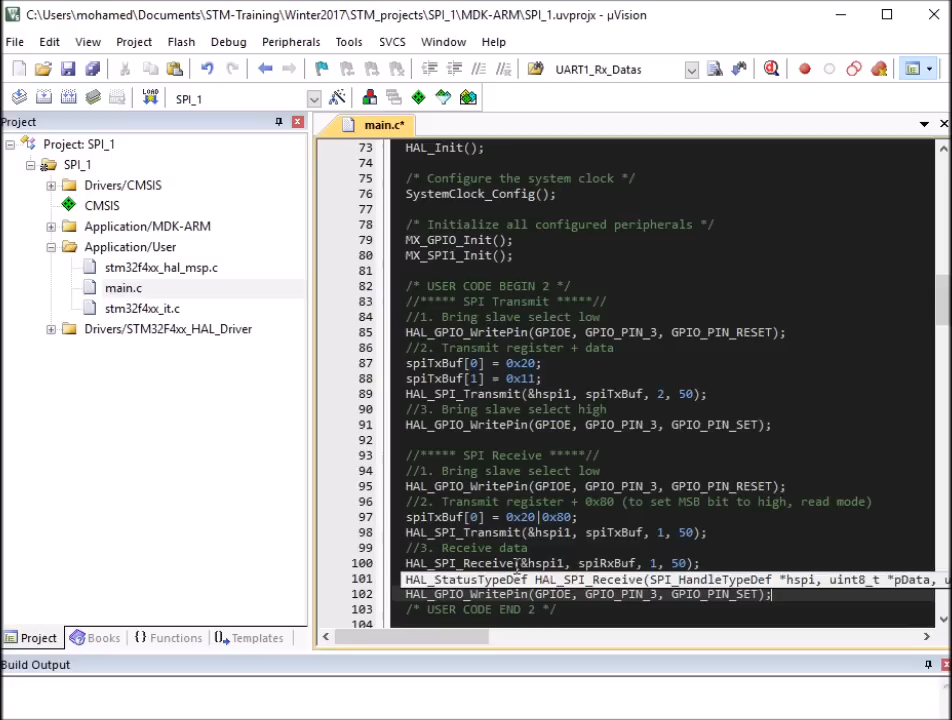 C:\Users\mohamed\Documents\STM-Training\Winter2017\STM_projects\SPI_1\MDK-ARM\SPI_1.uvprojx - µVision
File Edit View Project Flash Debug Peripherals Tools SVCS Window Help
UART1_Rx_Datas
LOAD SPI_1
Project
main.c*
Project: SPI_1
SPI_1
Drivers/CMSIS
CMSIS
Application/MDK-ARM
Application/User
stm32f4xx_hal_msp.c
main.c
stm32f4xx_it.c
Drivers/STM32F4xx_HAL_Driver
73 HAL_Init();
74
75 /* Configure the system clock */
76 SystemClock_Config();
77
78 /* Initialize all configured peripherals */
79 MX_GPIO_Init();
80 MX_SPI1_Init();
81
82 /* USER CODE BEGIN 2 */
83 //***** SPI Transmit *****//
84 //1. Bring slave select low
85 HAL_GPIO_WritePin(GPIOE, GPIO_PIN_3, GPIO_PIN_RESET);
86 //2. Transmit register + data
87 spiTxBuf[0] = 0x20;
88 spiTxBuf[1] = 0x11;
89 HAL_SPI_Transmit(&hspi1, spiTxBuf, 2, 50);
90 //3. Bring slave select high
91 HAL_GPIO_WritePin(GPIOE, GPIO_PIN_3, GPIO_PIN_SET);
92
93 //***** SPI Receive *****//
94 //1. Bring slave select low
95 HAL_GPIO_WritePin(GPIOE, GPIO_PIN_3, GPIO_PIN_RESET);
96 //2. Transmit register + 0x80 (to set MSB bit to high, read mode)
97 spiTxBuf[0] = 0x20|0x80;
98 HAL_SPI_Transmit(&hspi1, spiTxBuf, 1, 50);
99 //3. Receive data
100 HAL_SPI_Receive(&hspi1, spiRxBuf, 1, 50);
101 HAL_StatusTypeDef HAL_SPI_Receive(SPI_HandleTypeDef *hspi, uint8_t *pData, u
102 HAL_GPIO_WritePin(GPIOE, GPIO_PIN_3, GPIO_PIN_SET);
103 /* USER CODE END 2 */
104
Project Books Functions Templates
Build Output